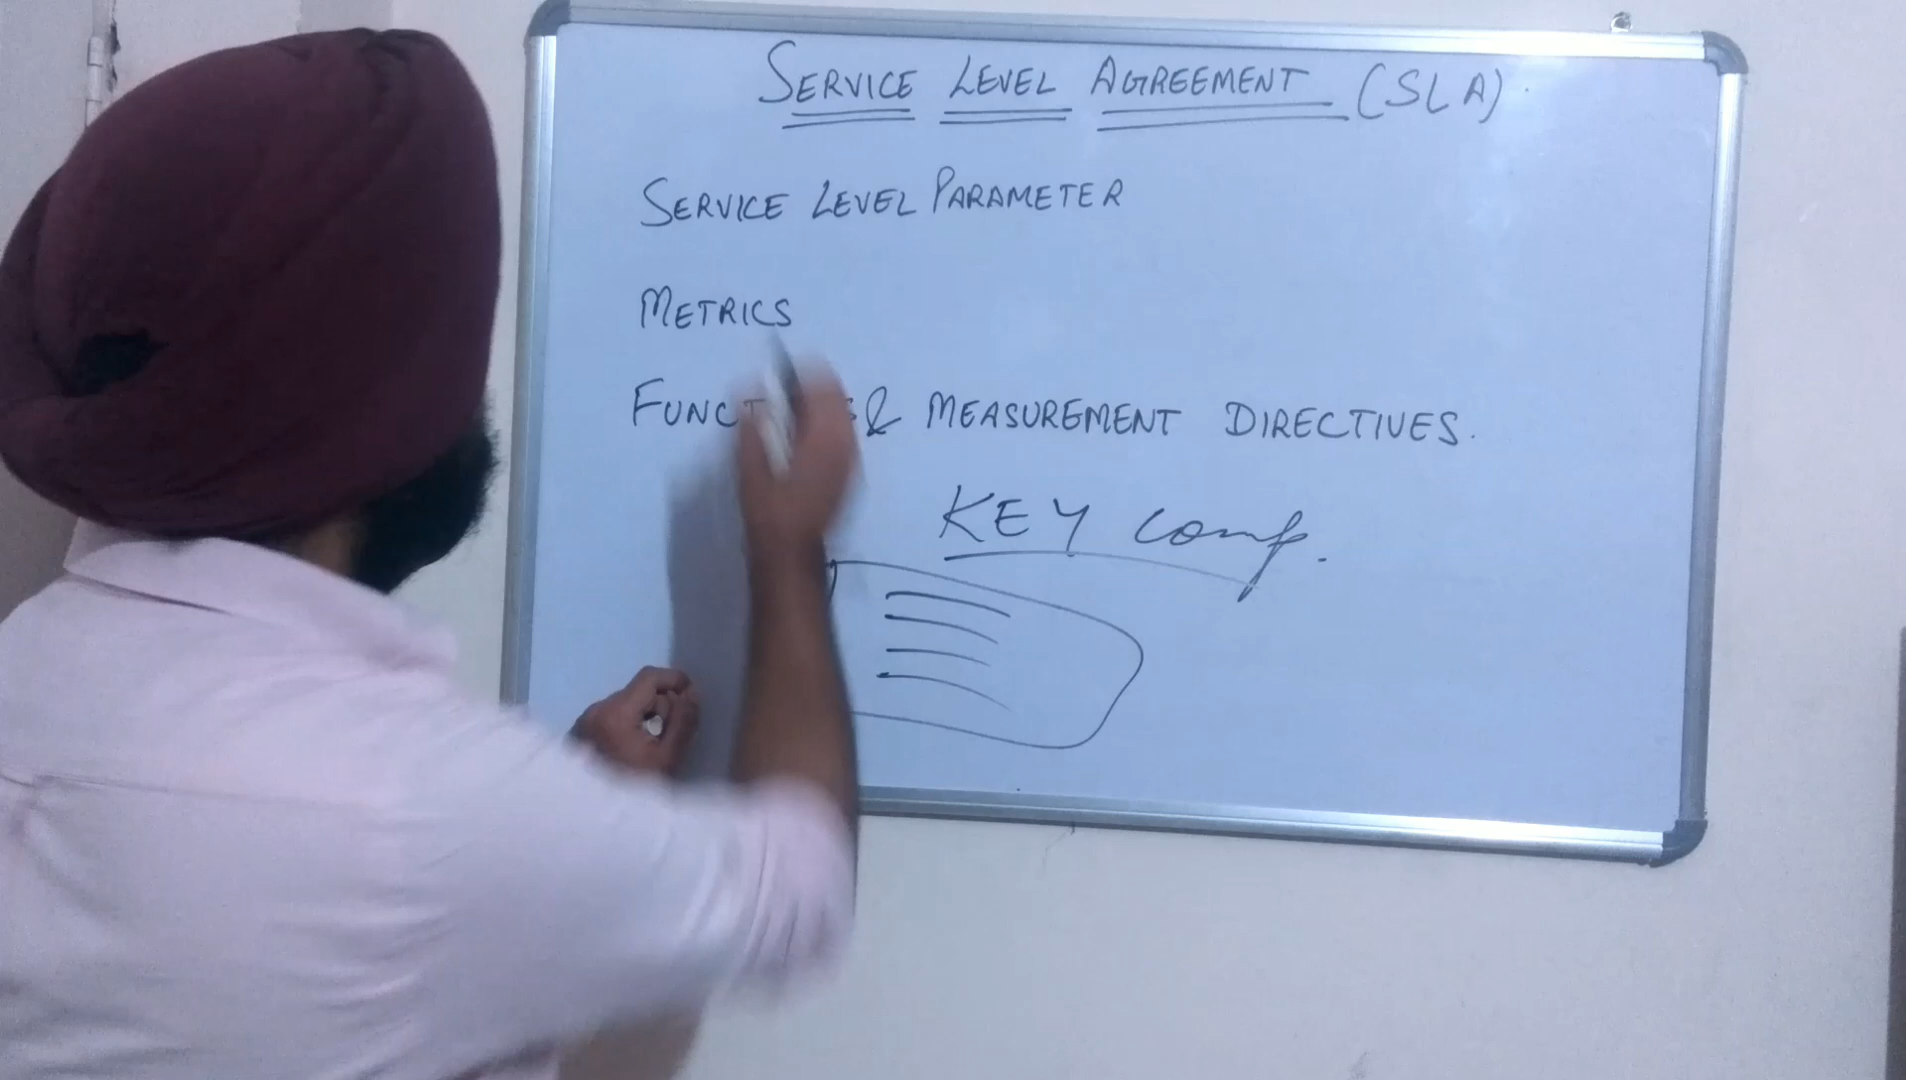 SERVICE LEVEL AGREEMENT (SLA).
SERVICE LEVEL PARAMETER
METRICS
& MEASUREMENT DIRECTIVES.
KEY comp.